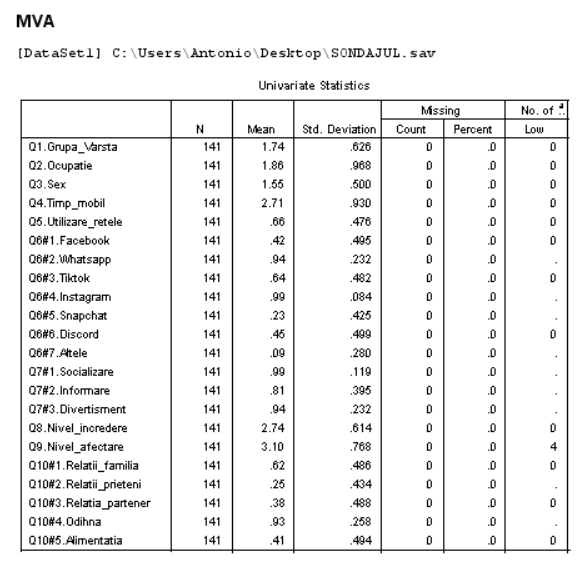 MVA
[DataSet1] C:\Users\Antonio\Desktop\SONDAJUL.sav
Univariate Statistics
Missing No. of
N Mean Std. Deviation Count Percent Low
Q1.Grupa_Varsta 141 1.74 .626 0 .0 0
Q2.Ocupatie 141 1.86 .968 0 .0 0
Q3.Sex 141 1.55 .500 0 .0 0
Q4.Timp_mobil 141 2.71 .930 0 .0 0
Q5.Utilizare_retele 141 .66 .476 0 .0 0
Q6#1.Facebook 141 .42 .495 0 .0 0
Q6#2.Whatsapp 141 .94 .232 0 .0 .
Q6#3.Tiktok 141 .64 .482 0 .0 0
Q6#4.Instagram 141 .99 .084 0 .0 .
Q6#5.Snapchat 141 .23 .425 0 .0 .
Q6#6.Discord 141 .45 .499 0 .0 0
Q6#7.Altele 141 .09 .280 0 .0 .
Q7#1.Socializare 141 .99 .119 0 .0 .
Q7#2.Informare 141 .81 .395 0 .0 .
Q7#3.Divertisment 141 .94 .232 0 .0 .
Q8.Nivel_incredere 141 2.74 .614 0 .0 0
Q9.Nivel_afectare 141 3.10 .768 0 .0 4
Q10#1.Relatii_familia 141 .62 .486 0 .0 0
Q10#2.Relatii_prieteni 141 .25 .434 0 .0 .
Q10#3.Relatia_partener 141 .38 .488 0 .0 0
Q10#4.Odihna 141 .93 .258 0 .0 .
Q10#5.Alimentatia 141 .41 .494 0 .0 0